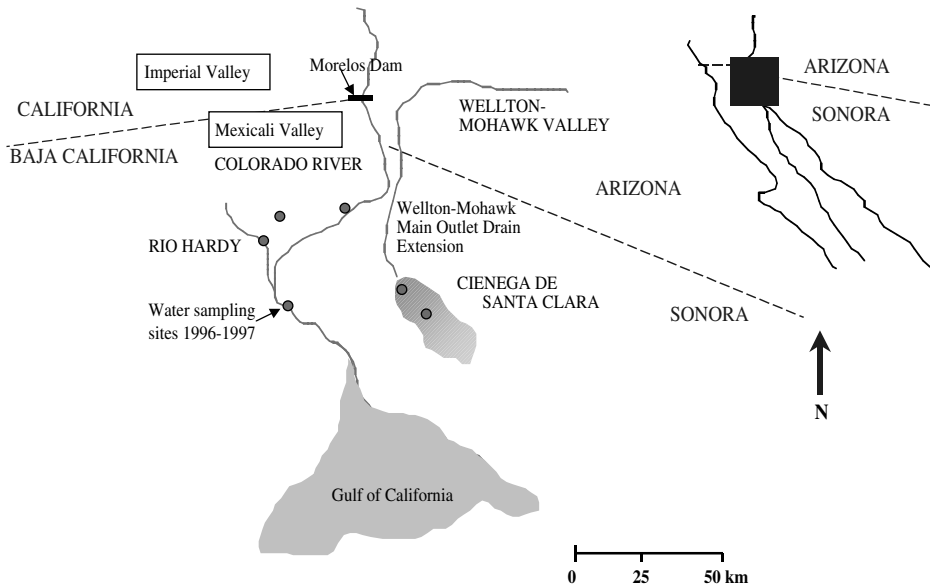 Imperial Valley
Morelos Dam
CALIFORNIA
Mexicali Valley
BAJA CALIFORNIA
COLORADO RIVER
WELLTON-
MOHAWK VALLEY
ARIZONA
SONORA
ARIZONA
Wellton-Mohawk
Main Outlet Drain
Extension
RIO HARDY
CIENEGA DE
SANTA CLARA
Water sampling
sites 1996-1997
SONORA
N
Gulf of California
0 25 50 km